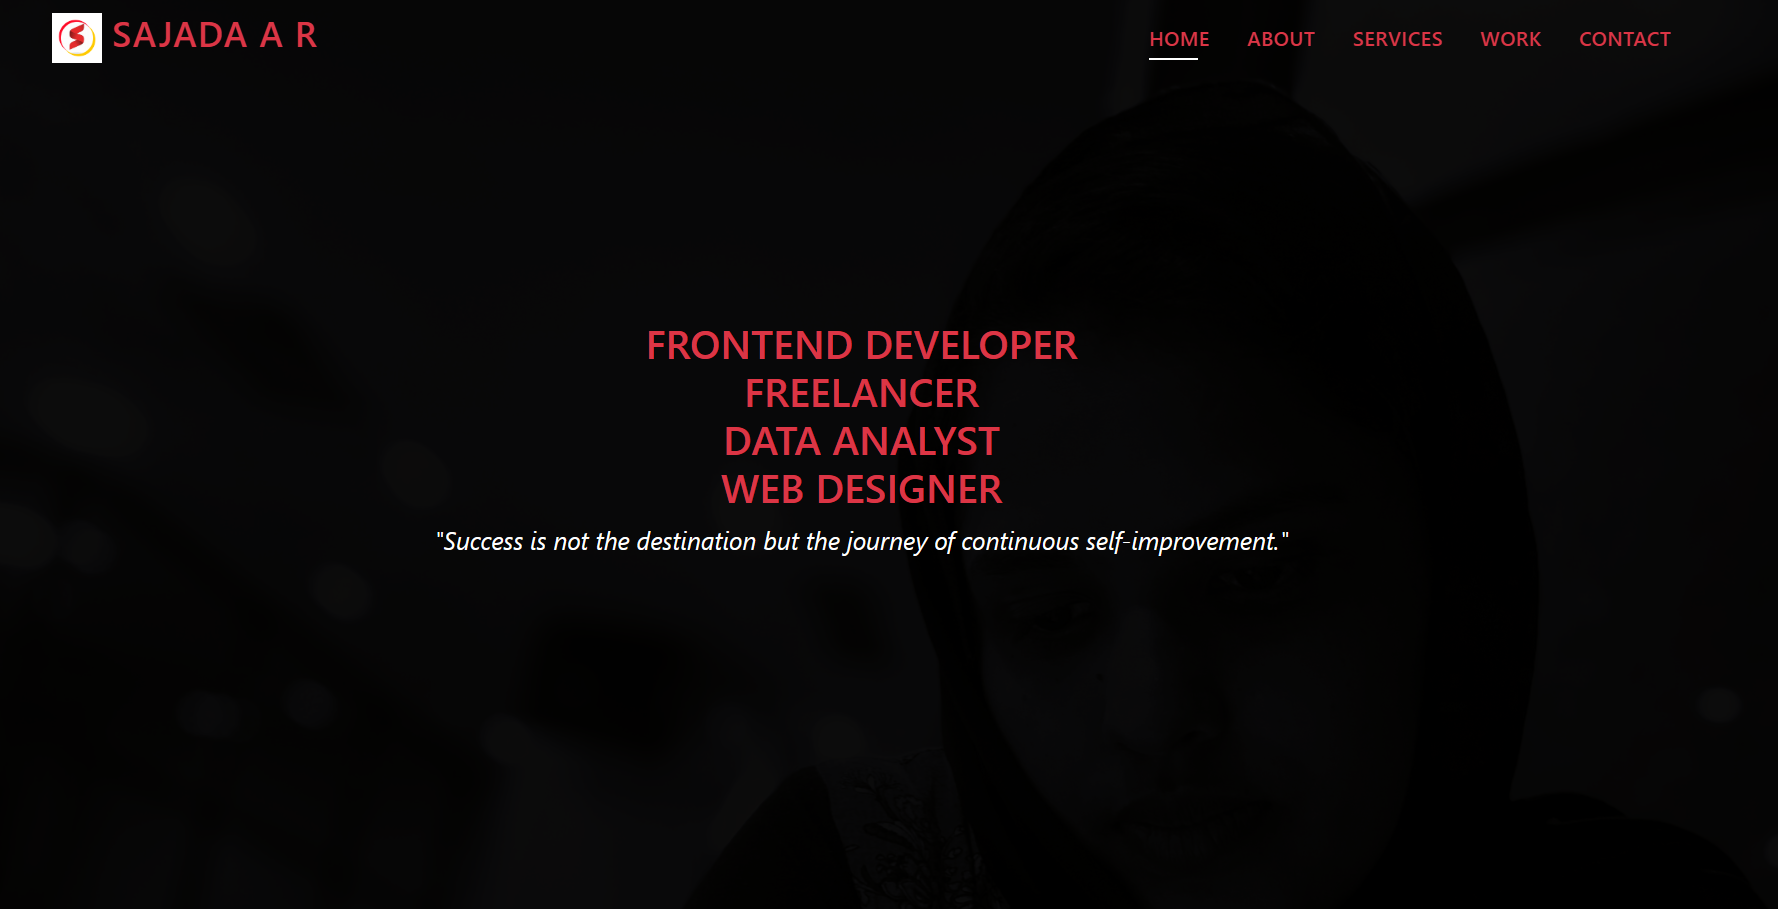 SAJADA A R
HOME ABOUT SERVICES WORK CONTACT
FRONTEND DEVELOPER
FREELANCER
DATA ANALYST
WEB DESIGNER
"Success is not the destination but the journey of continuous self-improvement."